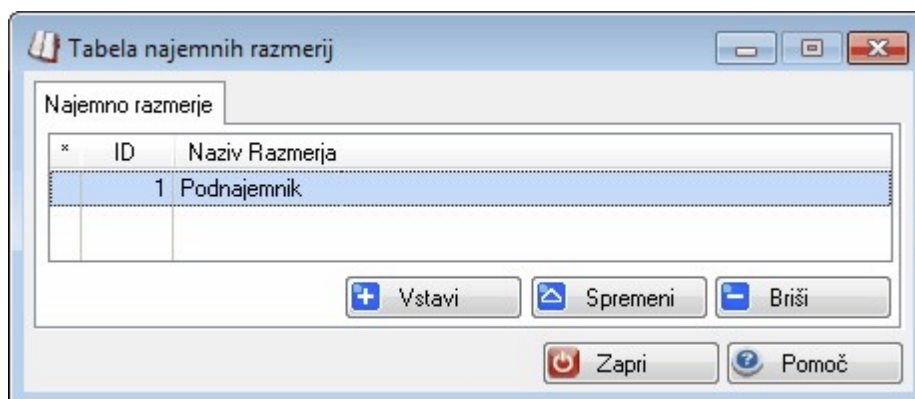 Tabela najemnih razmerij
Najemno razmerje
* ID Naziv Razmerja
1 Podnajemnik
Vstavi Spremeni Briši
Zapri Pomoč